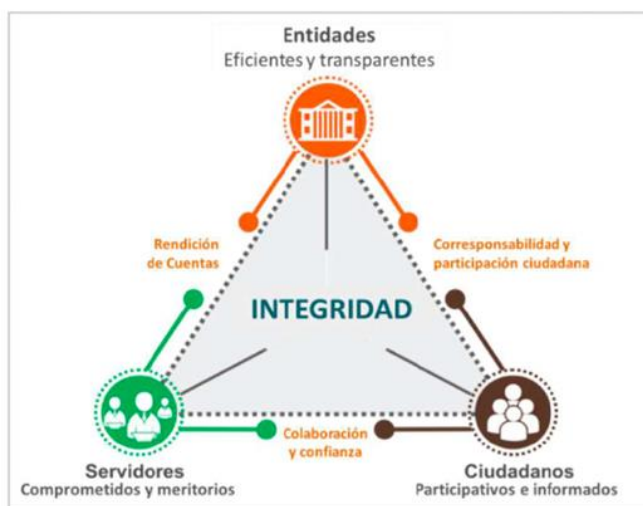 Entidades
Eficientes y transparentes
Rendición
de Cuentas
Corresponsabilidad y
participación ciudadana
INTEGRIDAD
Colaboración
y confianza
Servidores
Comprometidos y meritorios
Ciudadanos
Participativos e informados